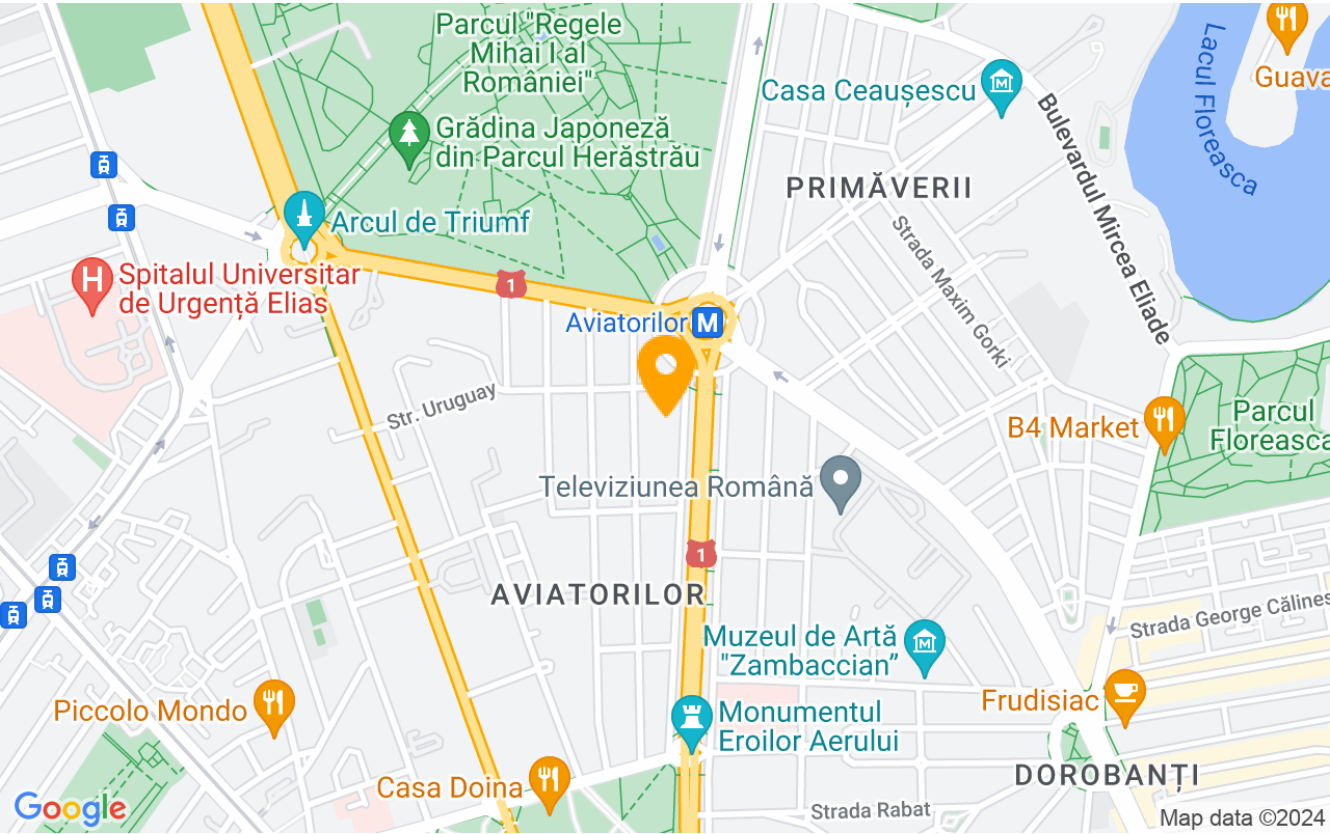 Parcul "Regele
Mihai I al
României"
Lacul Floreasca
Guava
Casa Ceaușescu
Bulevardul Mircea Eliade
Grădina Japoneză
din Parcul Herăstrău
PRIMĂVERII
Arcul de Triumf
Strada Maxim Gorki
H
Spitalul Universitar
de Urgență Elias
1
Aviatorilor
M
Str. Uruguay
B4 Market
Parcul
Floreasca
Televiziunea Română
1
AVIATORILOR
Strada George Călines
Muzeul de Artă
"Zambaccian”
Piccolo Mondo
Frudisiac
Monumentul
Eroilor Aerului
Casa Doina
DOROBANȚI
Google
Strada Rabat
Map data ©2024